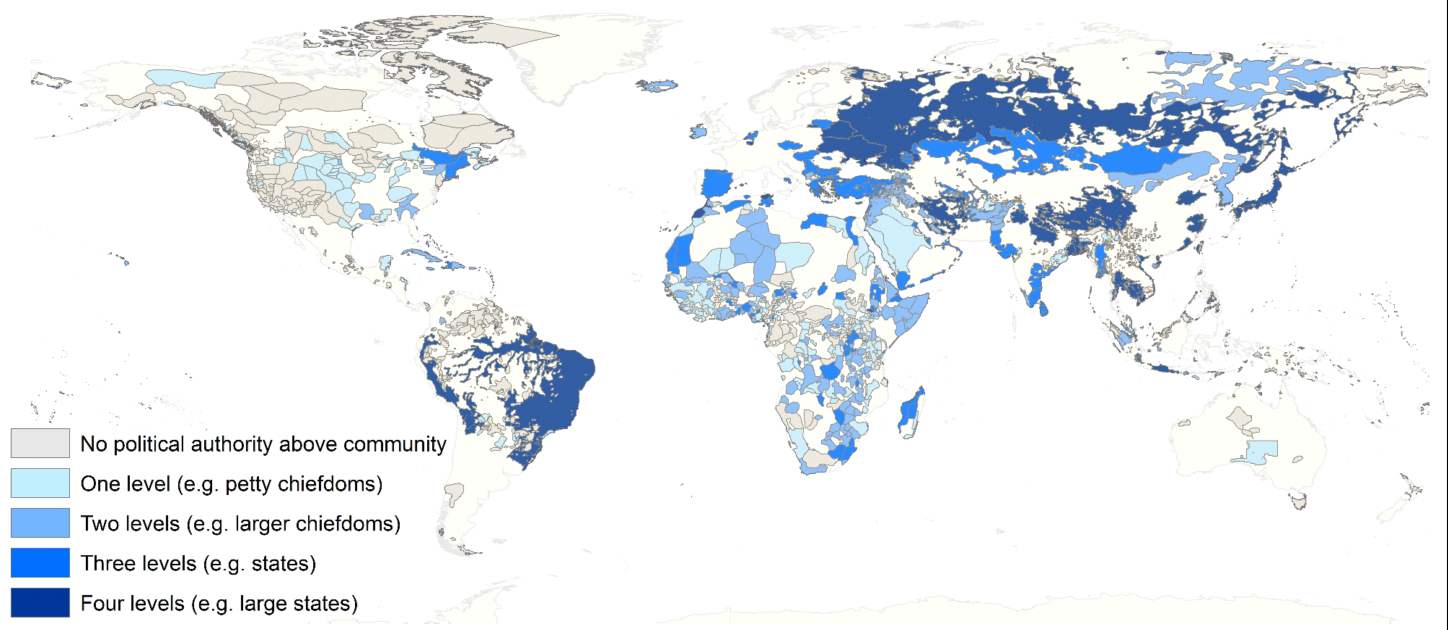 No political authority above community
One level (e.g. petty chiefdoms)
Two levels (e.g. larger chiefdoms)
Three levels (e.g. states)
Four levels (e.g. large states)